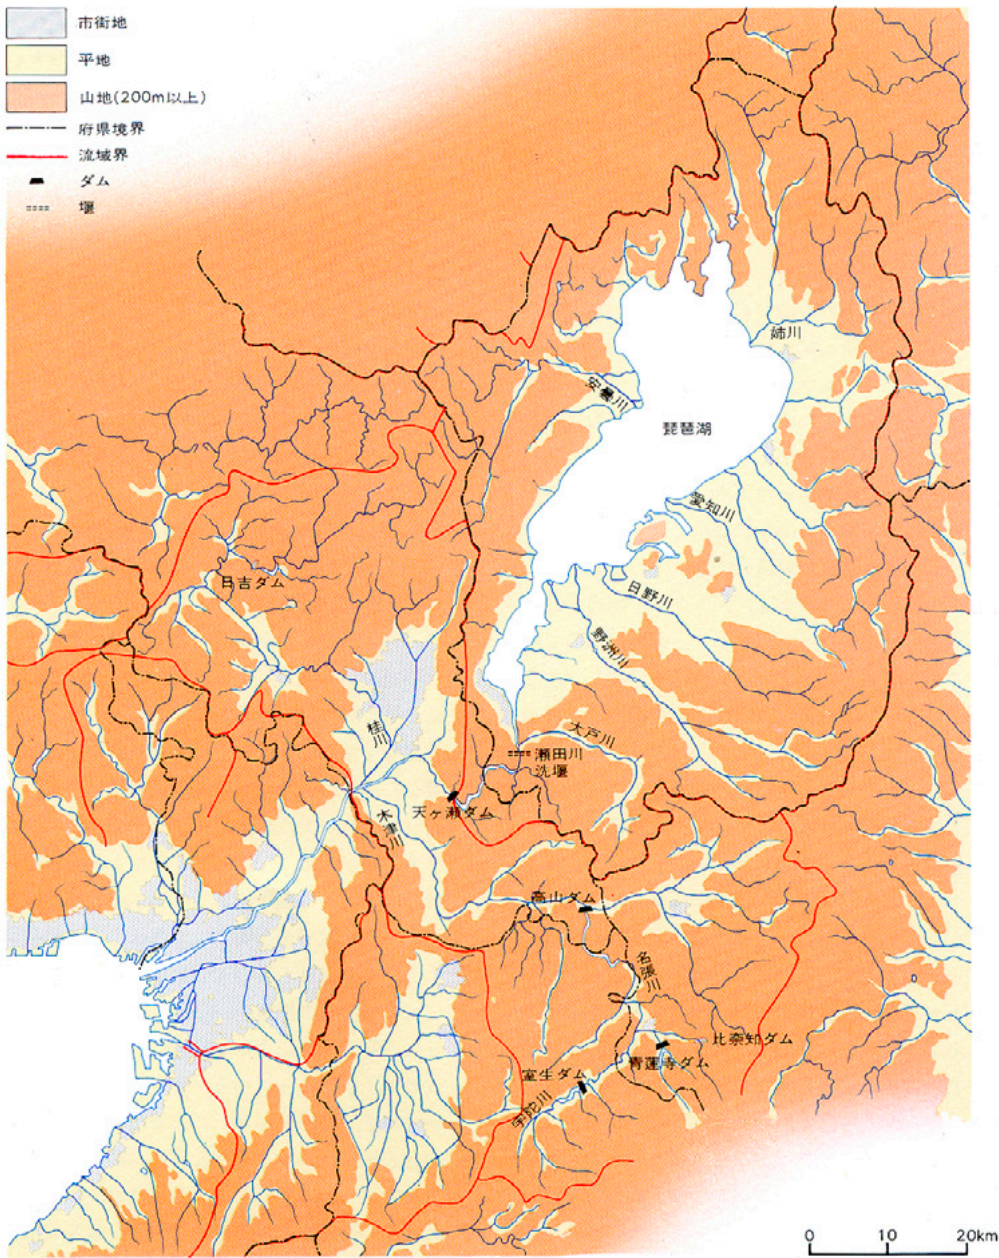 市街地
平地
山地(200m以上)
府県境界
流域界
ダム
堰
姉川
安曇川
琵琶湖
愛知川
日吉ダム
日野川
野洲川
桂川
大戸川
瀬田川
洗堰
天ヶ瀬ダム
木津川
高山ダム
名張川
比奈知ダム
青蓮寺ダム
室生ダム
宇陀川
0 10 20km